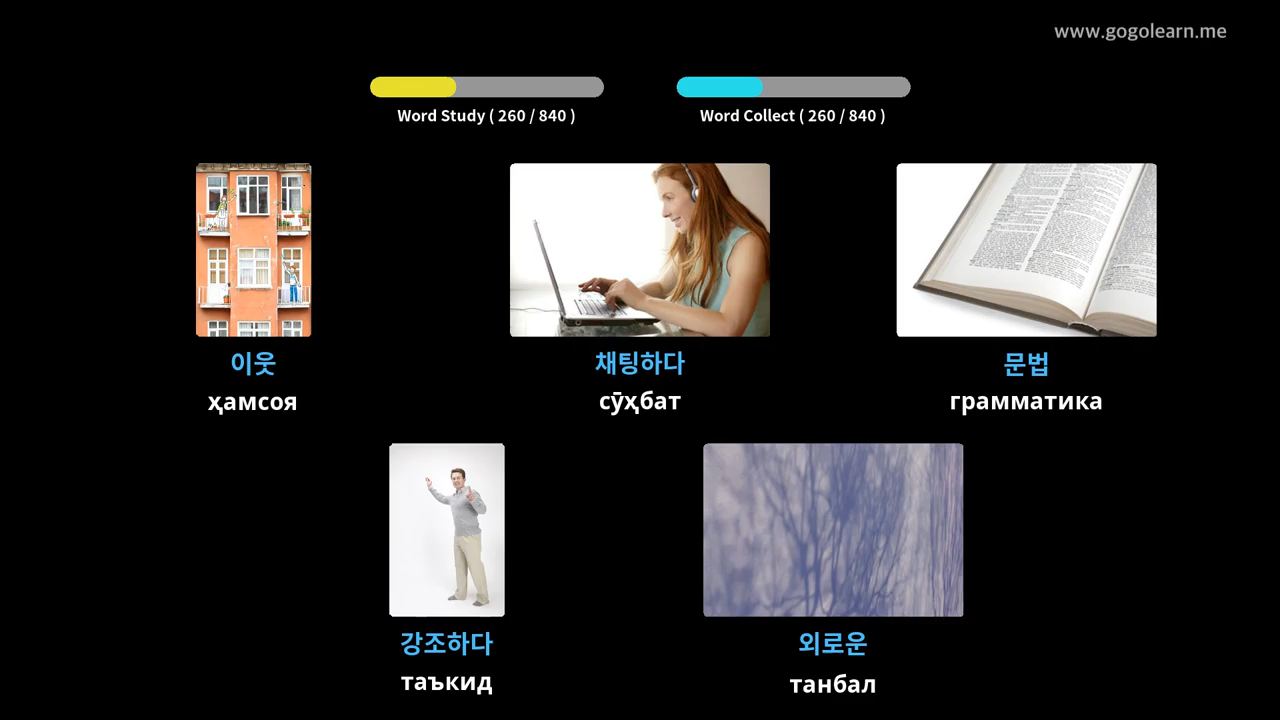 www.gogolearn.me
Word Study ( 260 / 840 )
Word Collect ( 260 / 840 )
이웃
채팅하다
문법
ҳамсоя
сӯҳбат
грамматика
강조하다
외로운
таъкид
танбал